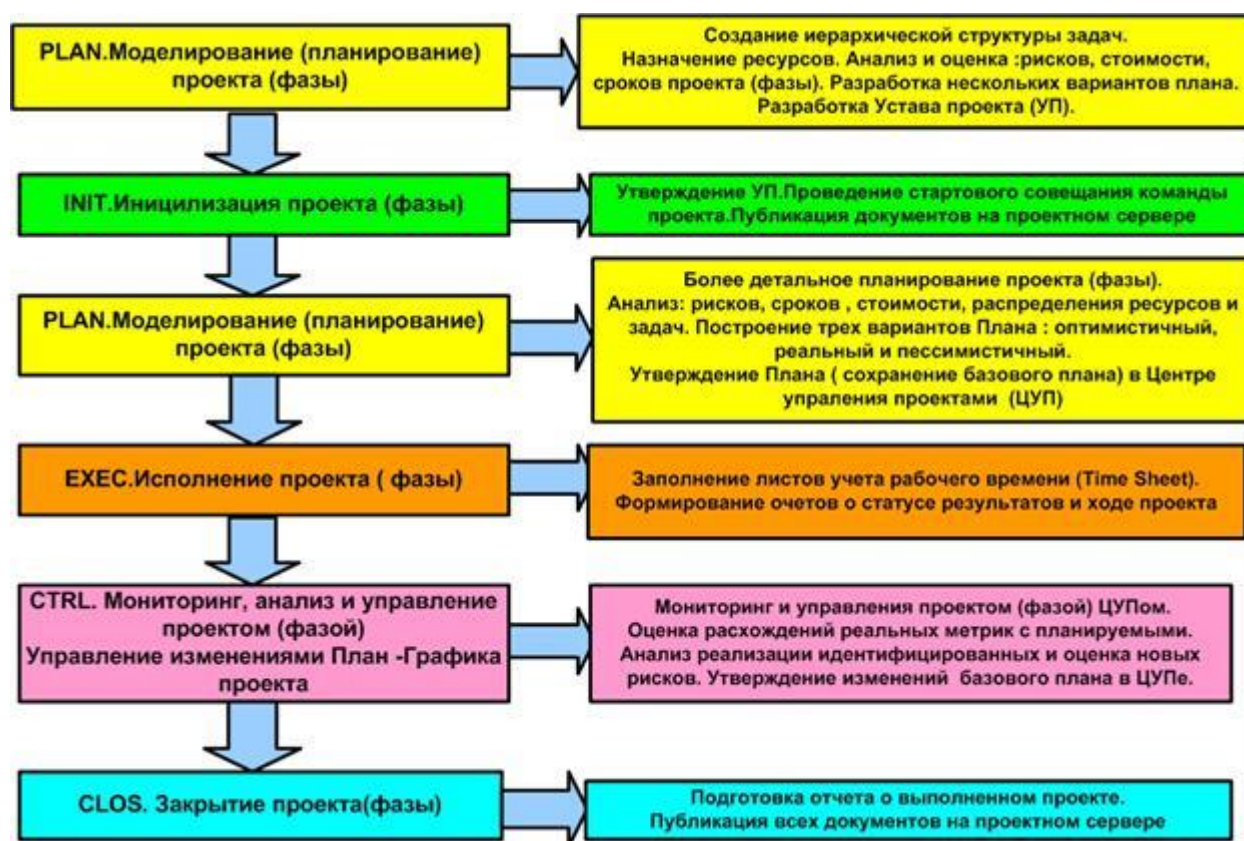 PLAN.Моделирование (планирование)
проекта (фазы)
Создание иерархической структуры задач.
Назначение ресурсов. Анализ и оценка :рисков, стоимости,
сроков проекта (фазы). Разработка нескольких вариантов плана.
Разработка Устава проекта (УП).
INIT.Иницилизация проекта (фазы)
Утверждение УП.Проведение стартового совещания команды
проекта.Публикация документов на проектном сервере
PLAN.Моделирование (планирование)
проекта (фазы)
Более детальное планирование проекта (фазы).
Анализ: рисков, сроков , стоимости, распределения ресурсов и
задач. Построение трех вариантов Плана : оптимистичный,
реальный и пессимистичный.
Утверждение Плана ( сохранение базового плана) в Центре
упраления проектами (ЦУП)
EXEC.Исполнение проекта ( фазы)
Заполнение листов учета рабочего времени (Time Sheet).
Формирование очетов о статусе результатов и ходе проекта
CTRL. Мониторинг, анализ и управление
проектом (фазой)
Управление изменениями План -Графика
проекта
Мониторинг и управления проектом (фазой) ЦУПом.
Оценка расхождений реальных метрик с планируемыми.
Анализ реализации идентифицированных и оценка новых
рисков. Утверждение изменений базового плана в ЦУПе.
CLOS. Закрытие проекта(фазы)
Подготовка отчета о выполненном проекте.
Публикация всех документов на проектном сервере